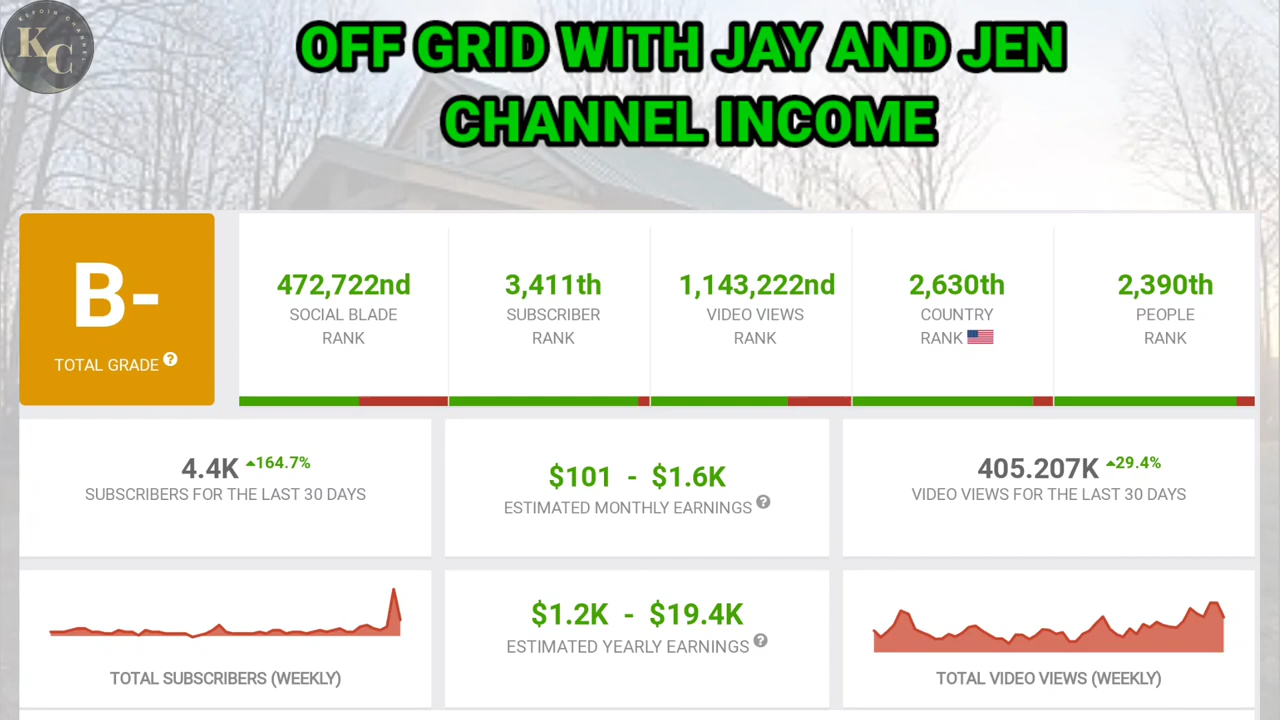 KEPOIN CHANNEL
KC
OFF GRID WITH JAY AND JEN
CHANNEL INCOME
B-
TOTAL GRADE ?
472,722nd
SOCIAL BLADE
RANK
3,411th
SUBSCRIBER
RANK
1,143,222nd
VIDEO VIEWS
RANK
2,630th
COUNTRY
RANK
2,390th
PEOPLE
RANK
4.4K 164.7%
SUBSCRIBERS FOR THE LAST 30 DAYS
$101 - $1.6K
ESTIMATED MONTHLY EARNINGS ?
405.207K 29.4%
VIDEO VIEWS FOR THE LAST 30 DAYS
TOTAL SUBSCRIBERS (WEEKLY)
$1.2K - $19.4K
ESTIMATED YEARLY EARNINGS ?
TOTAL VIDEO VIEWS (WEEKLY)